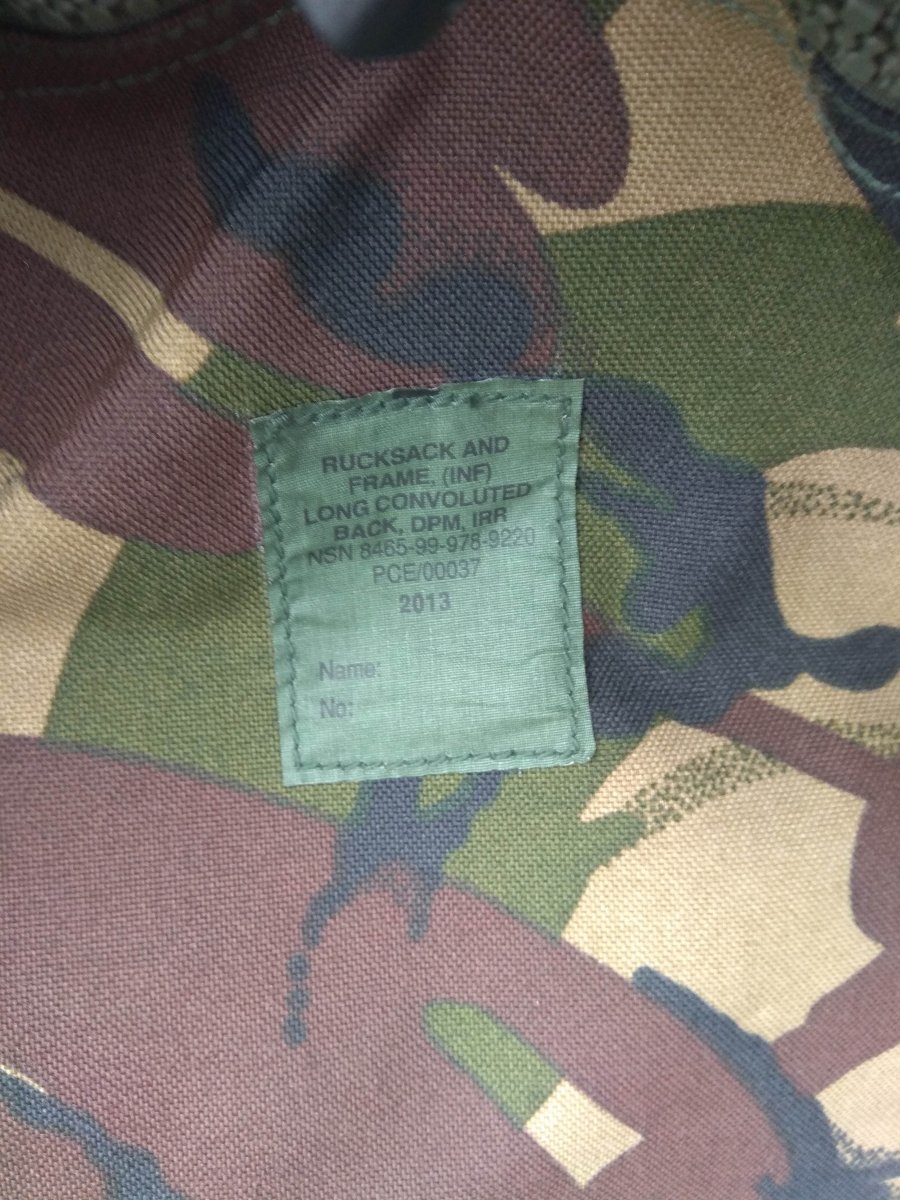 RUCKSACK AND
FRAME, (INF)
LONG CONVOLUTED
BACK, DPM, IRR
NSN 8465-99-978-9220
PCE/00037
2013
Name:
No: